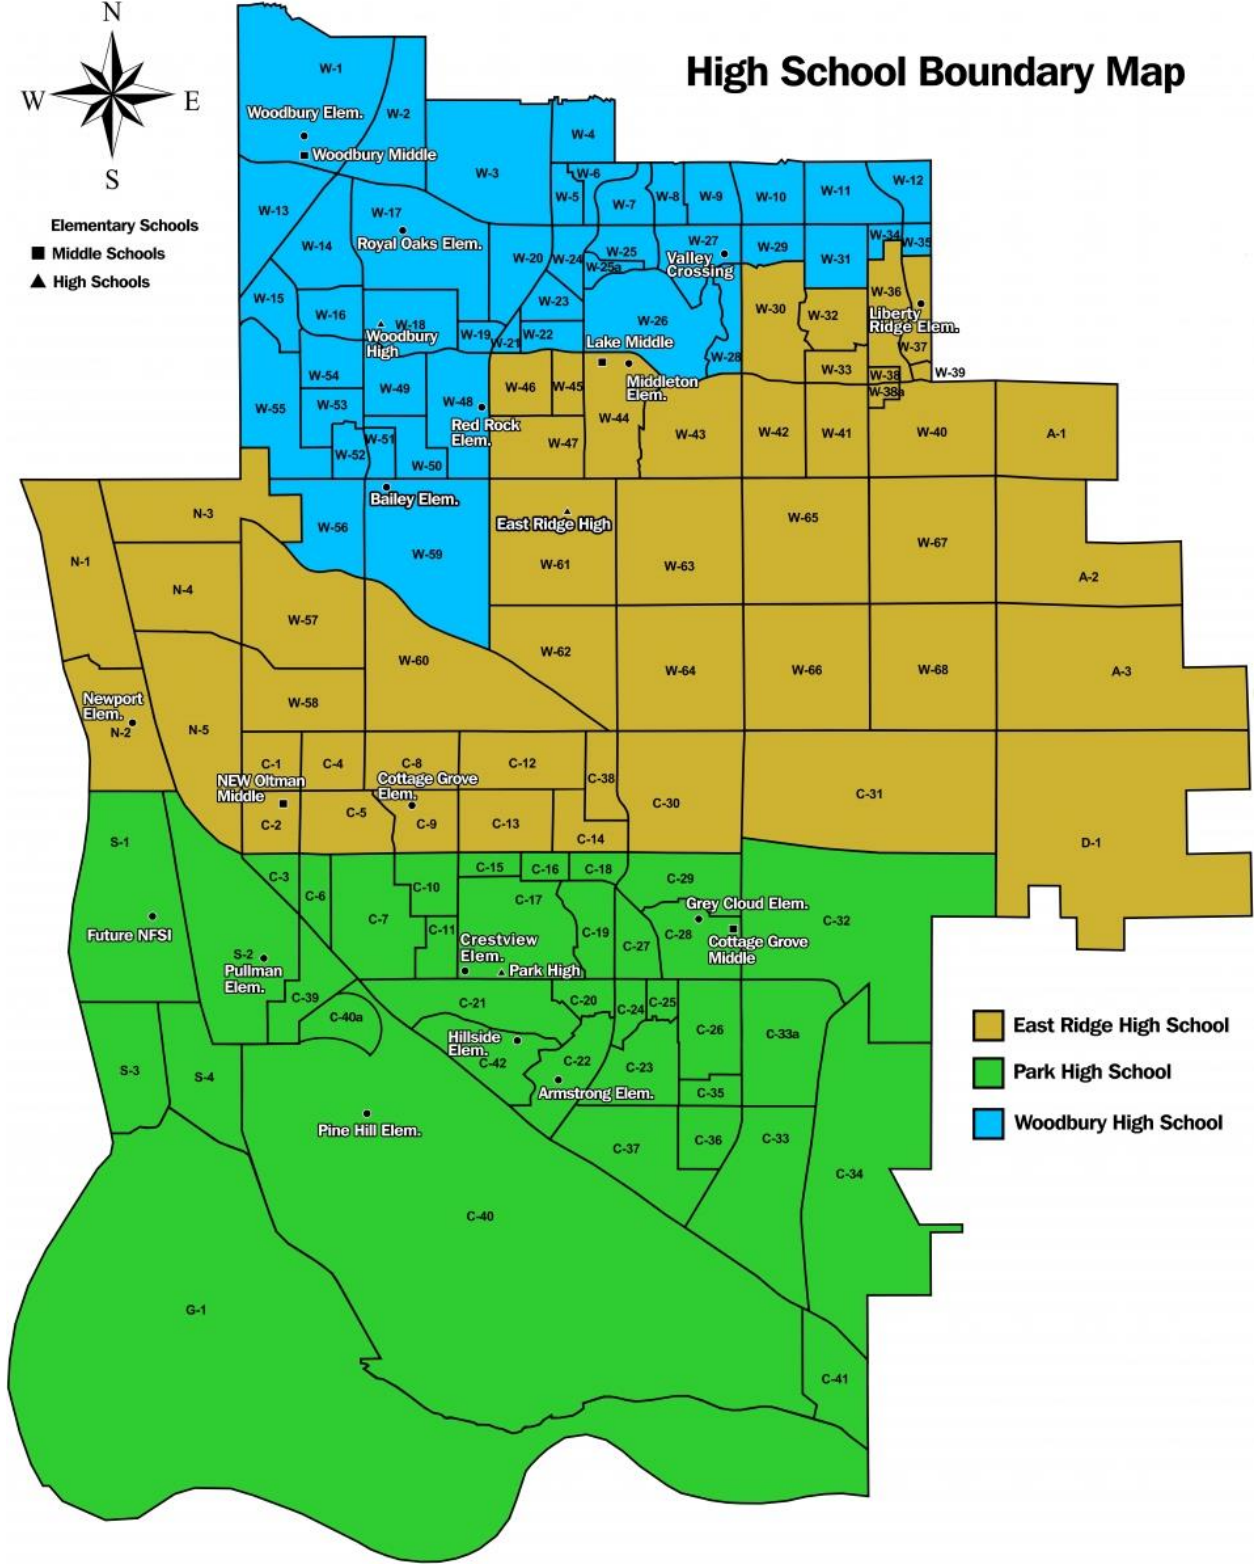 High School Boundary Map
N
W
E
S
Elementary Schools
Middle Schools
High Schools
W-1
W-2
Woodbury Elem.
Woodbury Middle
W-3
W-4
W-5
W-6
W-7
W-8
W-9
W-10
W-11
W-12
W-13
W-14
W-17
Royal Oaks Elem.
W-20
W-24
W-25
W-25a
W-27
Valley
Crossing
W-29
W-31
W-34
W-35
W-15
W-16
W-18
Woodbury
High
W-19
W-21
W-22
W-23
W-26
W-28
Lake Middle
Middleton
Elem.
W-30
W-32
W-36
Liberty
Ridge Elem.
W-37
W-33
W-38
W-38a
W-39
W-54
W-53
W-55
W-49
W-48
Red Rock
Elem.
W-51
W-52
W-50
W-46
W-45
W-44
W-47
W-43
W-42
W-41
W-40
A-1
Bailey Elem.
W-56
W-59
East Ridge High
W-61
W-63
W-65
W-67
A-2
N-3
N-1
N-4
W-57
W-60
W-62
W-64
W-66
W-68
A-3
W-58
Newport
Elem.
N-2
N-5
C-1
C-4
C-8
C-12
C-38
NEW Oltman
Middle
C-2
C-5
Cottage Grove
Elem.
C-9
C-13
C-14
C-30
C-31
D-1
S-1
C-3
C-6
C-7
C-10
C-11
C-15
C-16
C-18
C-17
C-29
Grey Cloud Elem.
C-28
Cottage Grove
Middle
C-32
Future NFSI
S-2
Pullman
Elem.
C-19
C-27
Crestview
Elem.
Park High
C-39
C-40a
C-21
C-20
C-24
C-25
C-26
C-33a
Hillside
Elem.
C-42
C-22
C-23
Armstrong Elem.
C-35
S-3
S-4
Pine Hill Elem.
C-37
C-36
C-33
C-34
C-40
G-1
C-41
East Ridge High School
Park High School
Woodbury High School